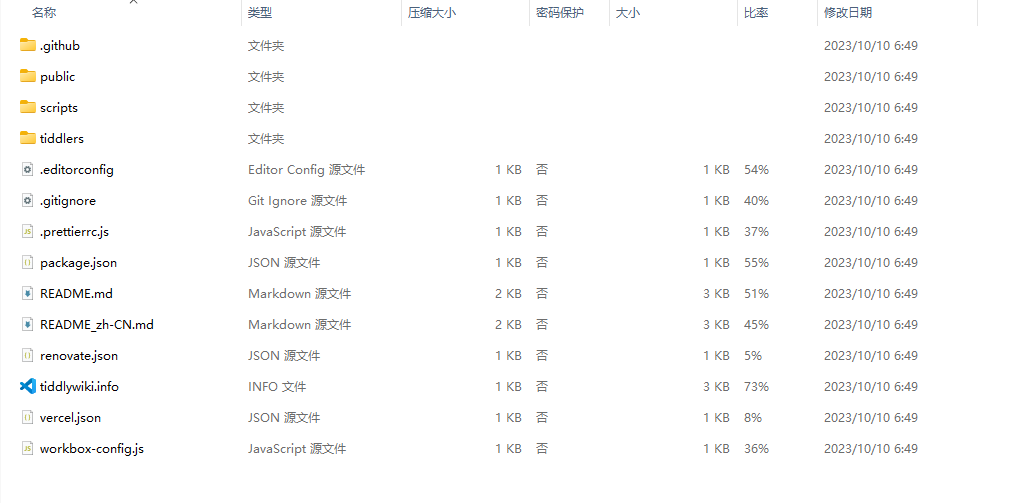 名称 类型 压缩大小 密码保护 大小 比率 修改日期
.github 文件夹 2023/10/10 6:49
public 文件夹 2023/10/10 6:49
scripts 文件夹 2023/10/10 6:49
tiddlers 文件夹 2023/10/10 6:49
.editorconfig Editor Config 源文件 1 KB 否 1 KB 54% 2023/10/10 6:49
.gitignore Git Ignore 源文件 1 KB 否 1 KB 40% 2023/10/10 6:49
.prettierrc.js JavaScript 源文件 1 KB 否 1 KB 37% 2023/10/10 6:49
package.json JSON 源文件 1 KB 否 1 KB 55% 2023/10/10 6:49
README.md Markdown 源文件 2 KB 否 3 KB 51% 2023/10/10 6:49
README_zh-CN.md Markdown 源文件 2 KB 否 3 KB 45% 2023/10/10 6:49
renovate.json JSON 源文件 1 KB 否 1 KB 5% 2023/10/10 6:49
tiddlywiki.info INFO 文件 1 KB 否 3 KB 73% 2023/10/10 6:49
vercel.json JSON 源文件 1 KB 否 1 KB 8% 2023/10/10 6:49
workbox-config.js JavaScript 源文件 1 KB 否 1 KB 36% 2023/10/10 6:49